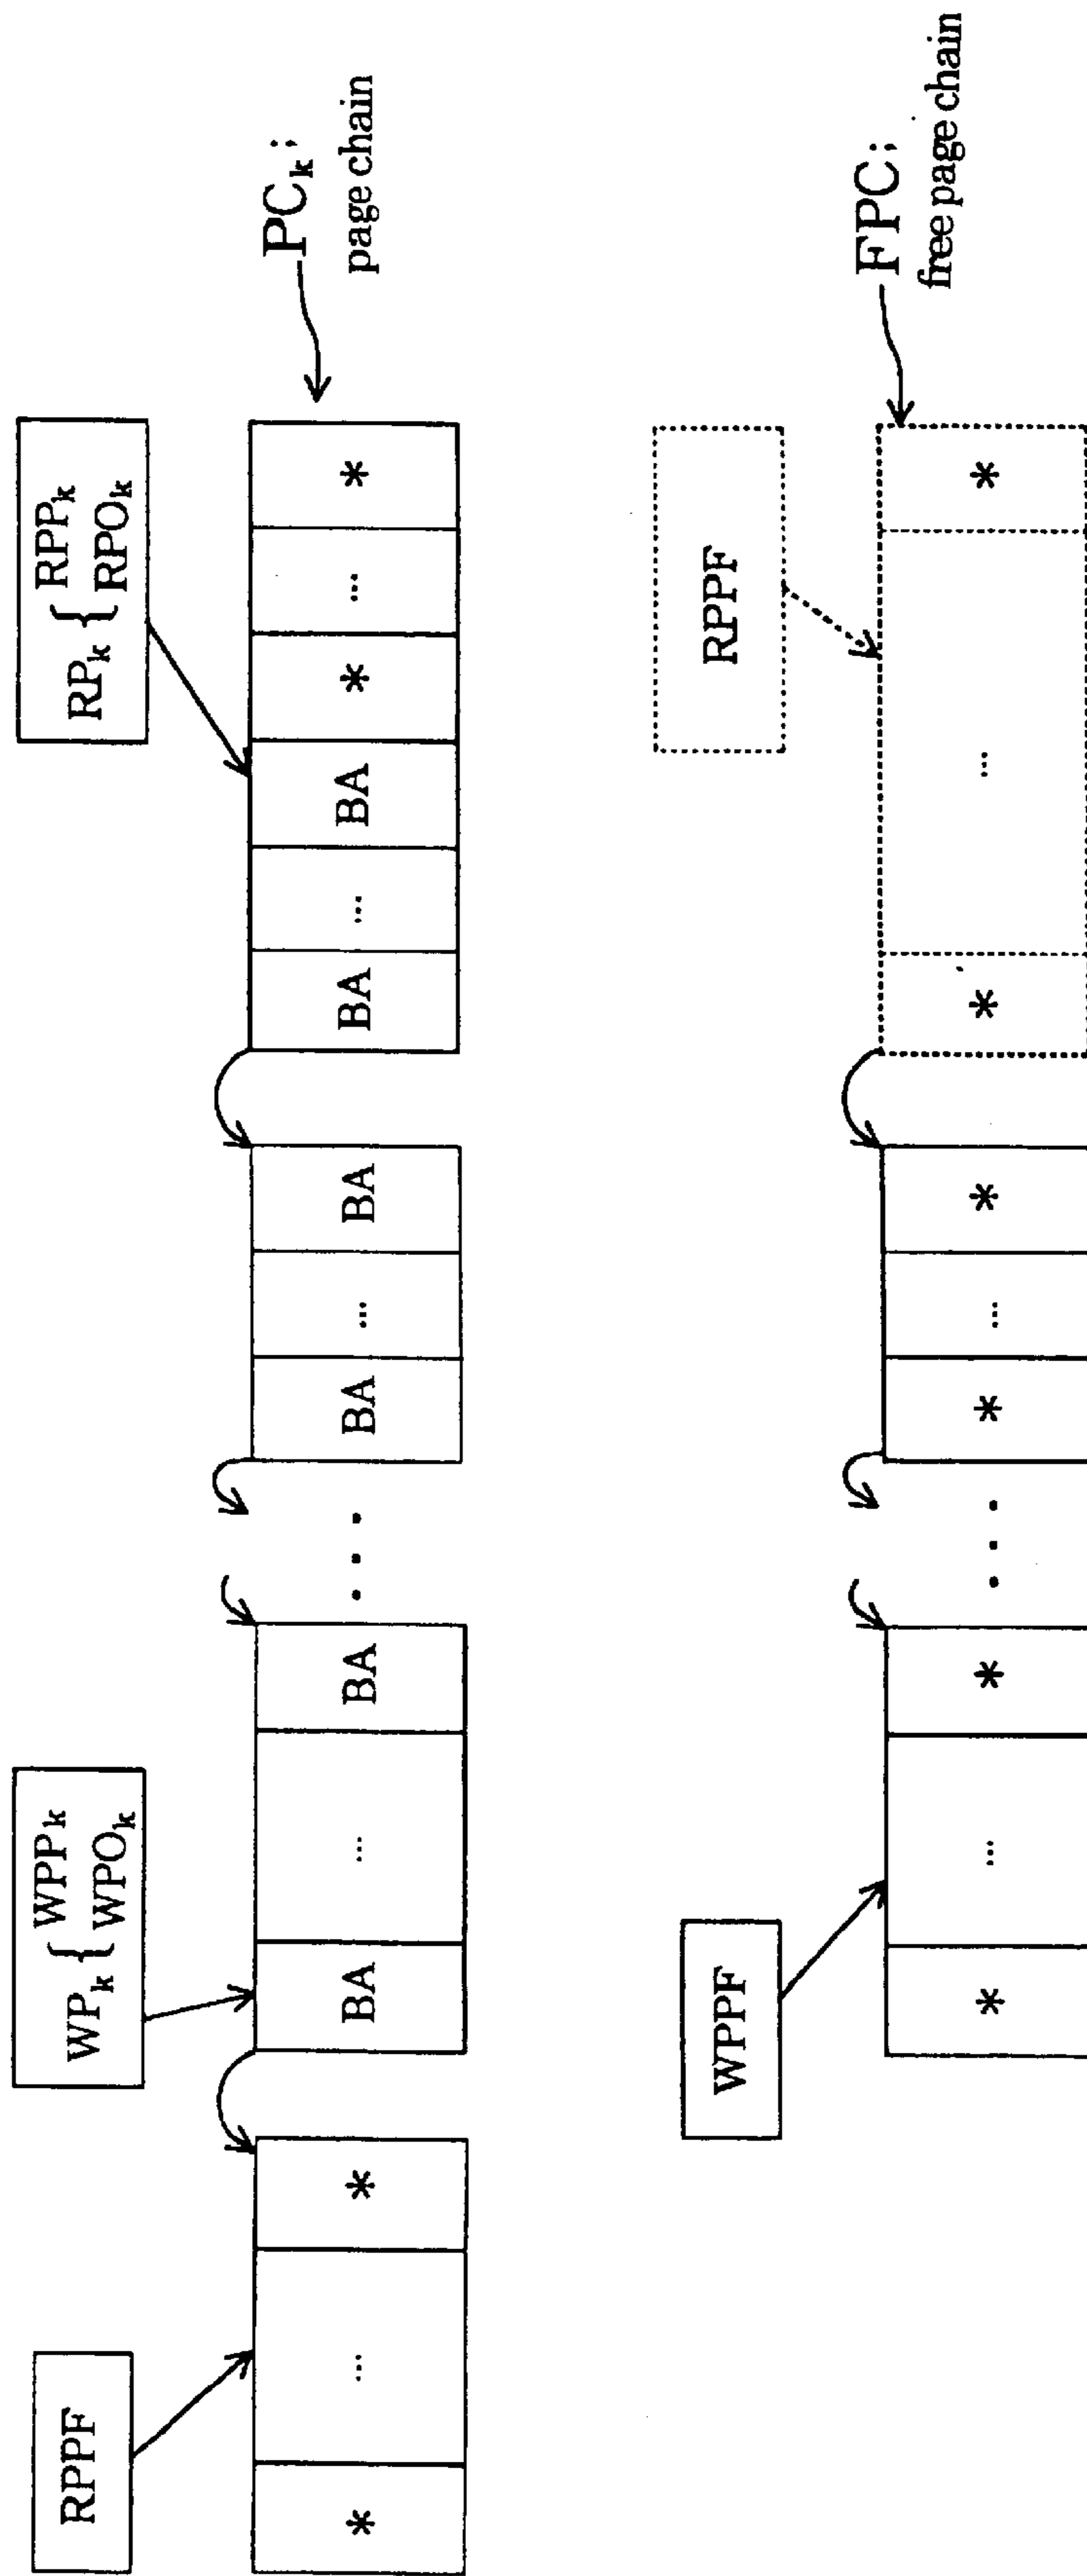 RPPF
WPₖ { WPPₖ
WPOₖ
RPₖ { RPPₖ
RPOₖ
* ... *
BA ... BA
. . .
BA ... BA
BA ... BA * ... *
PCₖ;
page chain
WPPF
RPPF
* ... *
. . .
* ... *
* ... *
FPC;
free page chain